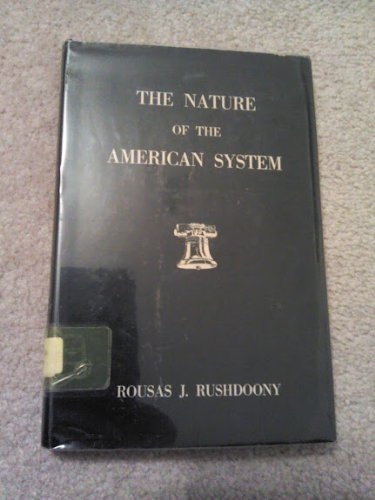 THE NATURE
OF THE
AMERICAN SYSTEM
ROUSAS J. RUSHDOONY